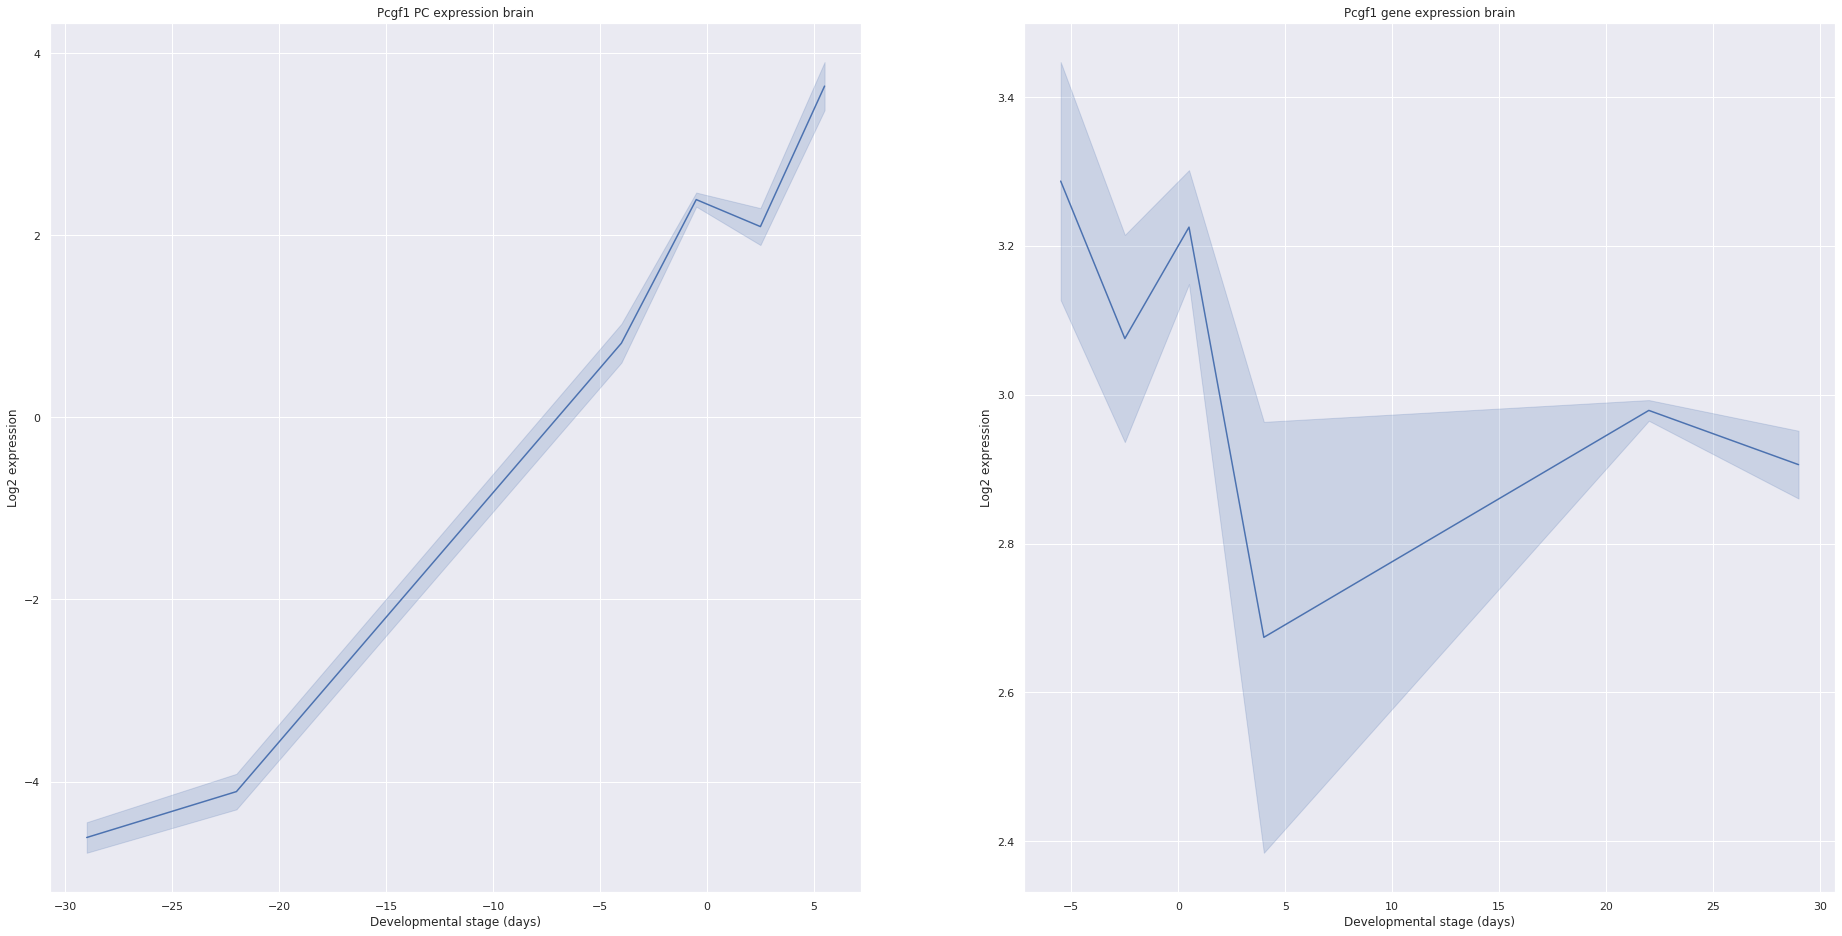 Pcgf1 PC expression brain
4
2
0
−2
−4
Log2 expression
−30 −25 −20 −15 −10 −5 0 5
Developmental stage (days)
Pcgf1 gene expression brain
3.4
3.2
3.0
2.8
2.6
2.4
Log2 expression
−5 0 5 10 15 20 25 30
Developmental stage (days)